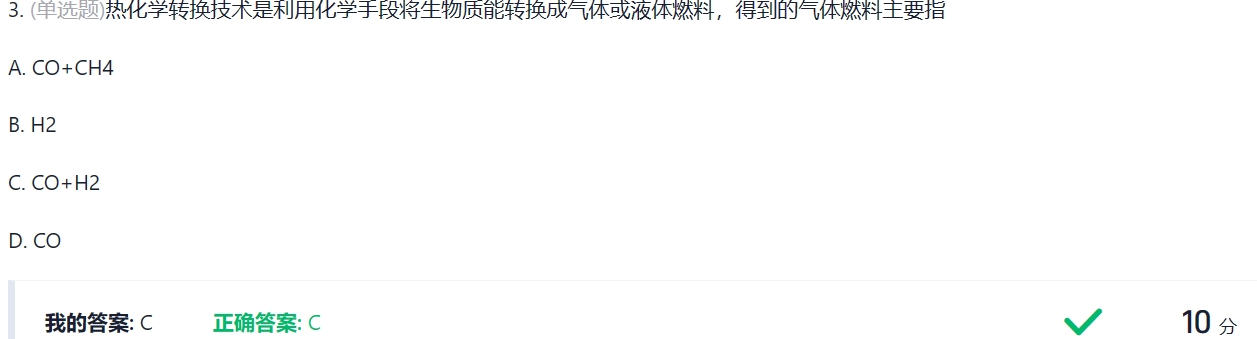 3. (单选题)热化学转换技术是利用化学手段将生物质能转换成气体或液体燃料，得到的气体燃料主要指
A. CO+CH4
B. H2
C. CO+H2
D. CO
我的答案: C 正确答案: C 10 分